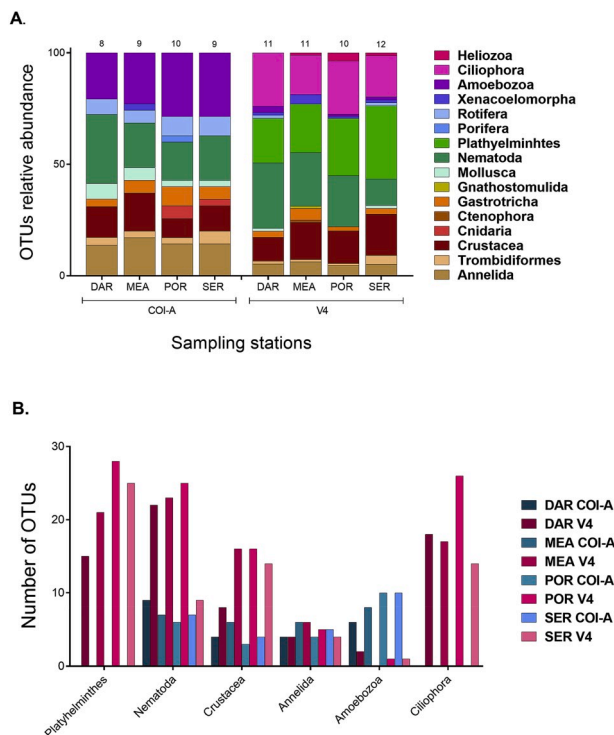 A.
OTUs relative abundance
100
50
0
8 9 10 9 11 11 10 12
DAR MEA POR SER DAR MEA POR SER
COI-A V4
Sampling stations
Heliozoa
Ciliophora
Amoebozoa
Xenacoelomorpha
Rotifera
Porifera
Plathyelminhtes
Nematoda
Mollusca
Gnathostomulida
Gastrotricha
Ctenophora
Cnidaria
Crustacea
Trombidiformes
Annelida
B.
Number of OTUs
30
20
10
0
Platyhelminthes
Nematoda
Crustacea
Annelida
Amoebozoa
Ciliophora
DAR COI-A
DAR V4
MEA COI-A
MEA V4
POR COI-A
POR V4
SER COI-A
SER V4